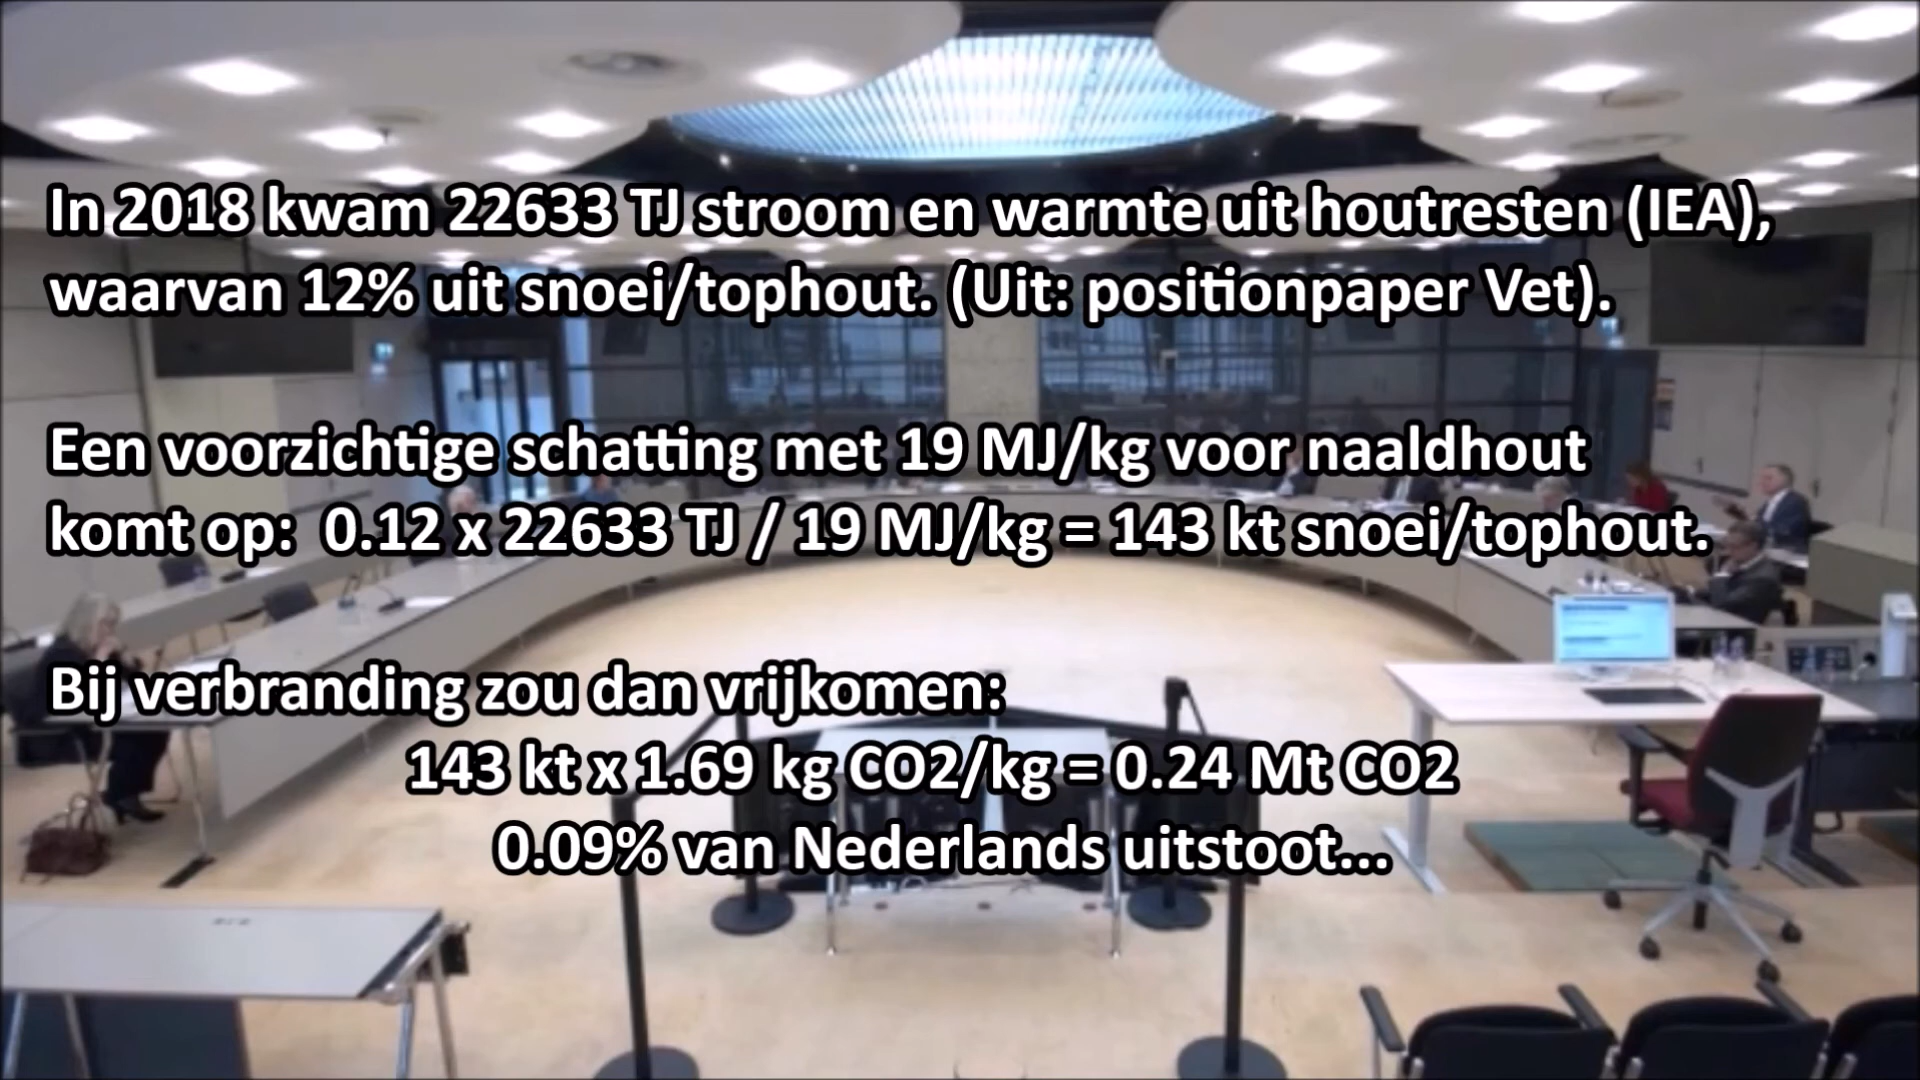 In 2018 kwam 22633 TJ stroom en warmte uit houtresten (IEA),
waarvan 12% uit snoei/tophout. (Uit: positionpaper Vet).
Een voorzichtige schatting met 19 MJ/kg voor naaldhout
komt op: 0.12 x 22633 TJ / 19 MJ/kg = 143 kt snoei/tophout.
Bij verbranding zou dan vrijkomen:
143 kt x 1.69 kg CO2/kg = 0.24 Mt CO2
0.09% van Nederlands uitstoot...